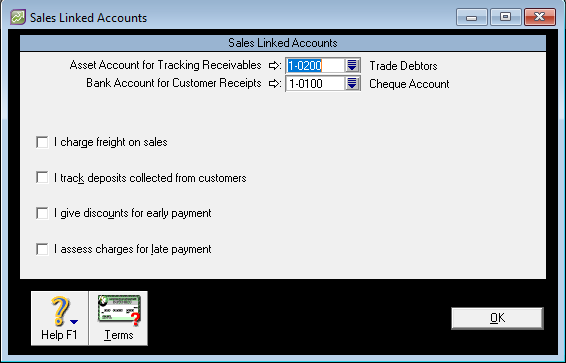 Sales Linked Accounts
Sales Linked Accounts
Asset Account for Tracking Receivables ⇨: 1-0200 Trade Debtors
Bank Account for Customer Receipts ⇨: 1-0100 Cheque Account
I charge freight on sales
I track deposits collected from customers
I give discounts for early payment
I assess charges for late payment
Help F1 Terms
OK